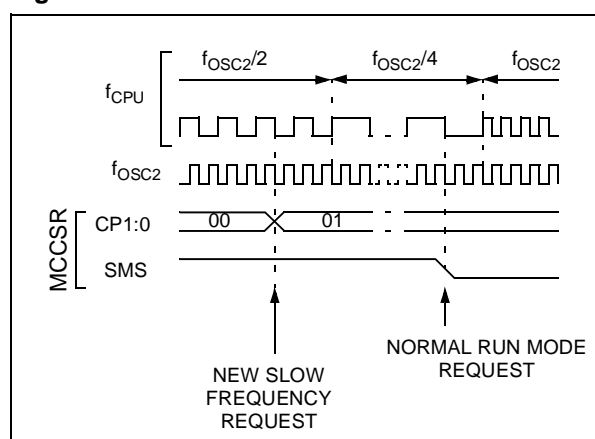 fOSC2/2 fOSC2/4 fOSC2
fCPU
fOSC2
MCCSR
CP1:0 00 01
SMS
NEW SLOW
FREQUENCY
REQUEST
NORMAL RUN MODE
REQUEST